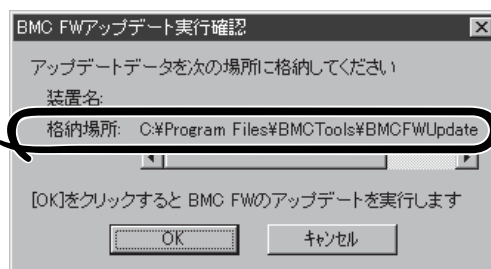 BMC FWアップデート実行確認
アップデートデータを次の場所に格納してください
装置名:
格納場所: C:¥Program Files¥BMCTools¥BMCFWUpdate
[OK]をクリックすると BMC FWのアップデートを実行します
OK キャンセル